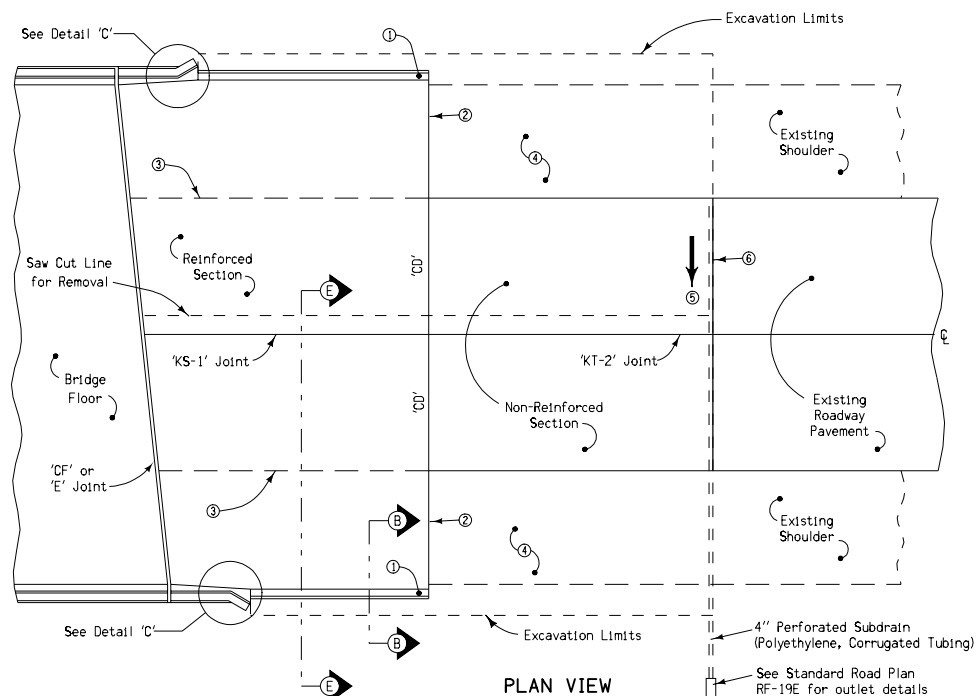 Excavation Limits
See Detail 'C'
①
②
③
④
Existing
Shoulder
Reinforced
Section
Saw Cut Line
for Removal
'CD'
E
⑤
⑥
'KS-1' Joint
'KT-2' Joint
℄
Bridge
Floor
'CD'
Non-Reinforced
Section
Existing
Roadway
Pavement
'CF' or
'E' Joint
③
B
②
④
Existing
Shoulder
①
See Detail 'C'
Excavation Limits
B
E
4" Perforated Subdrain
(Polyethylene, Corrugated Tubing)
See Standard Road Plan
RF-19E for outlet details
PLAN VIEW